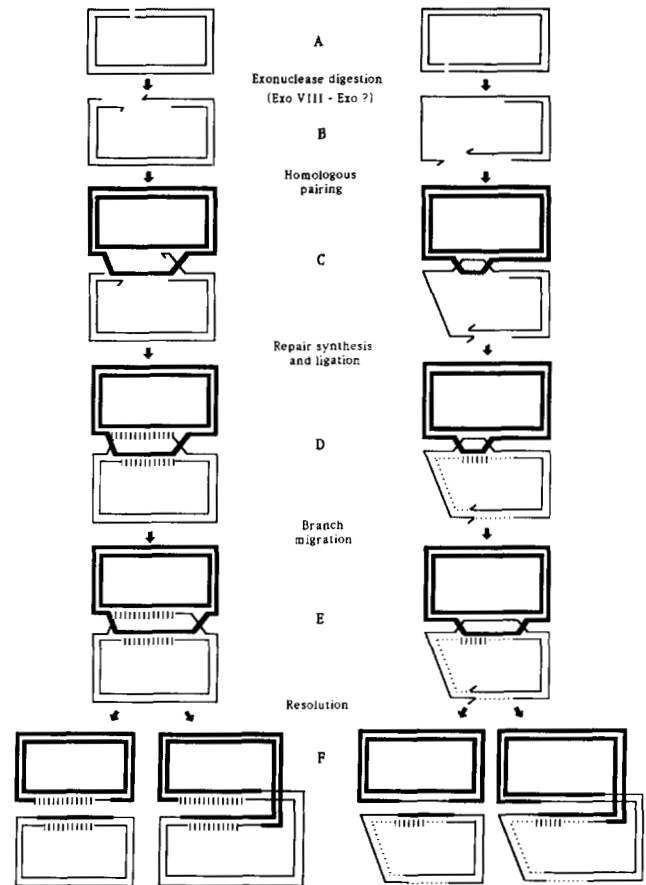 A
Exonuclease digestion
(Exo VIII - Exo ?)
B
Homologous
pairing
C
Repair synthesis
and ligation
D
Branch
migration
E
Resolution
F